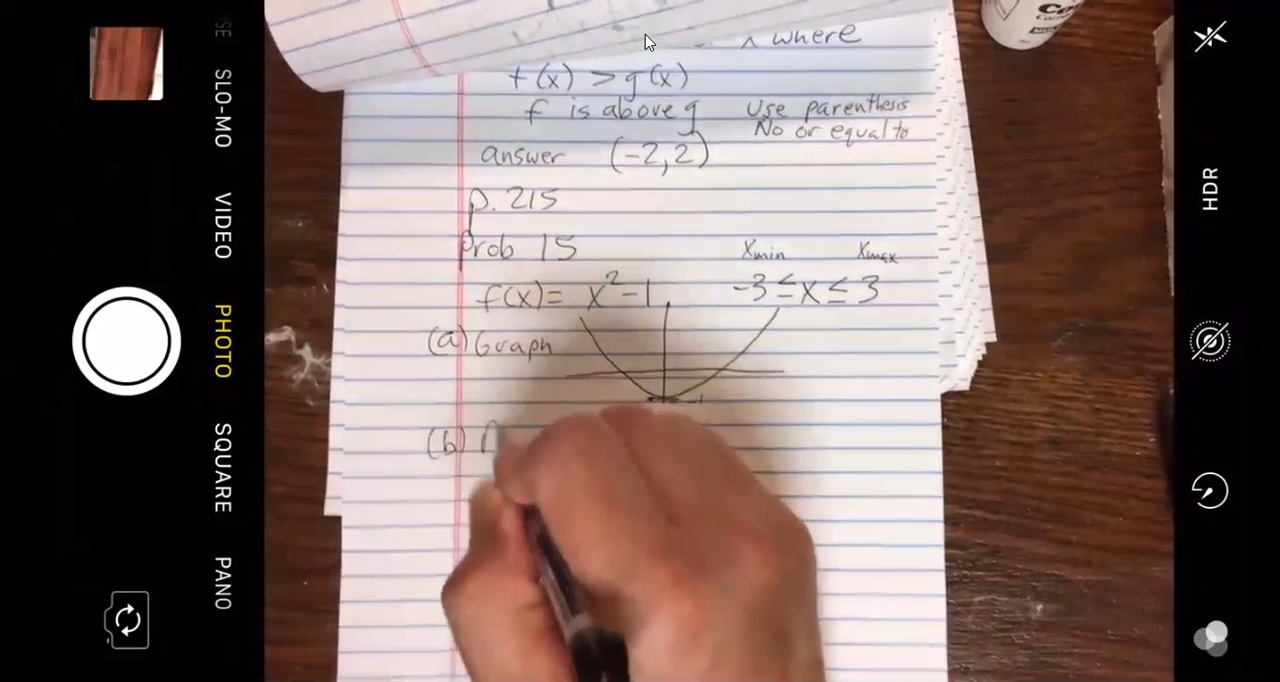 where
f(x) > g(x)
f is above g
Use parenthesis
No or equal to
answer (-2,2)
p. 215
Prob 15
Xmin Xmax
f(x)= x²-1 -3≤x≤3
(a) Graph
-1
(b)
SLO-MO
VIDEO
PHOTO
SQUARE
PANO
HDR